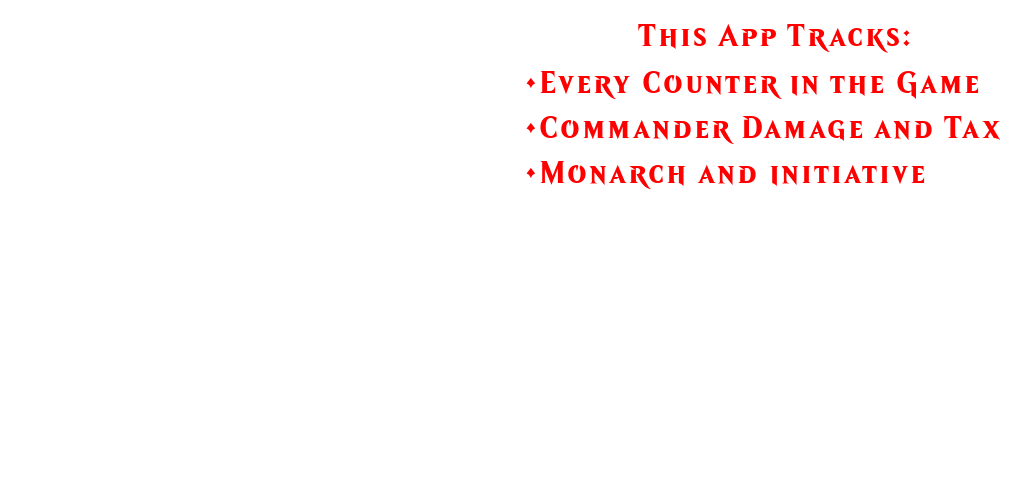 This App Tracks:
•Every Counter in the Game
•Commander Damage and Tax
•Monarch and initiative